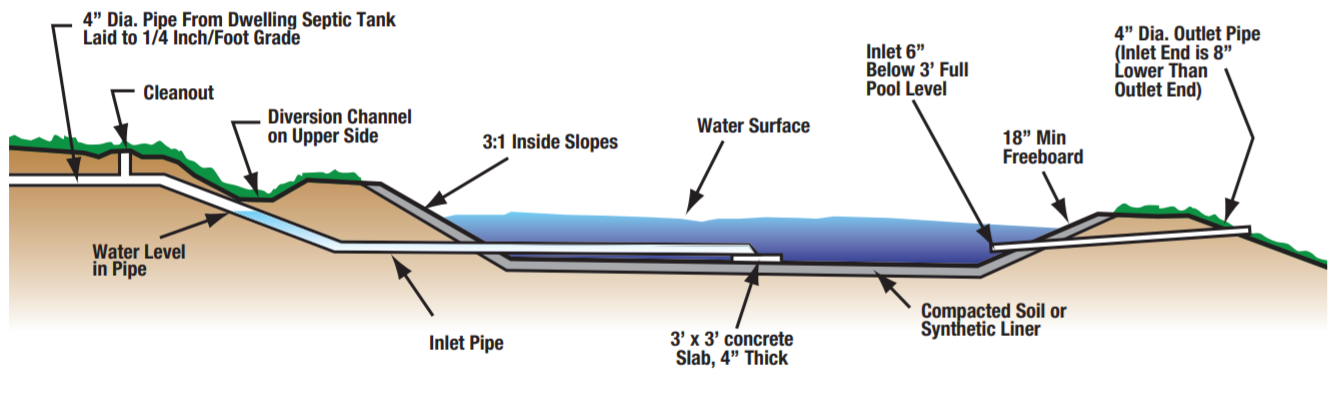 4” Dia. Pipe From Dwelling Septic Tank
Laid to 1/4 Inch/Foot Grade
Cleanout
Diversion Channel
on Upper Side
3:1 Inside Slopes
Water Surface
Inlet 6”
Below 3’ Full
Pool Level
4” Dia. Outlet Pipe
(Inlet End is 8”
Lower Than
Outlet End)
18” Min
Freeboard
Water Level
in Pipe
Inlet Pipe
3’ x 3’ concrete
Slab, 4” Thick
Compacted Soil or
Synthetic Liner